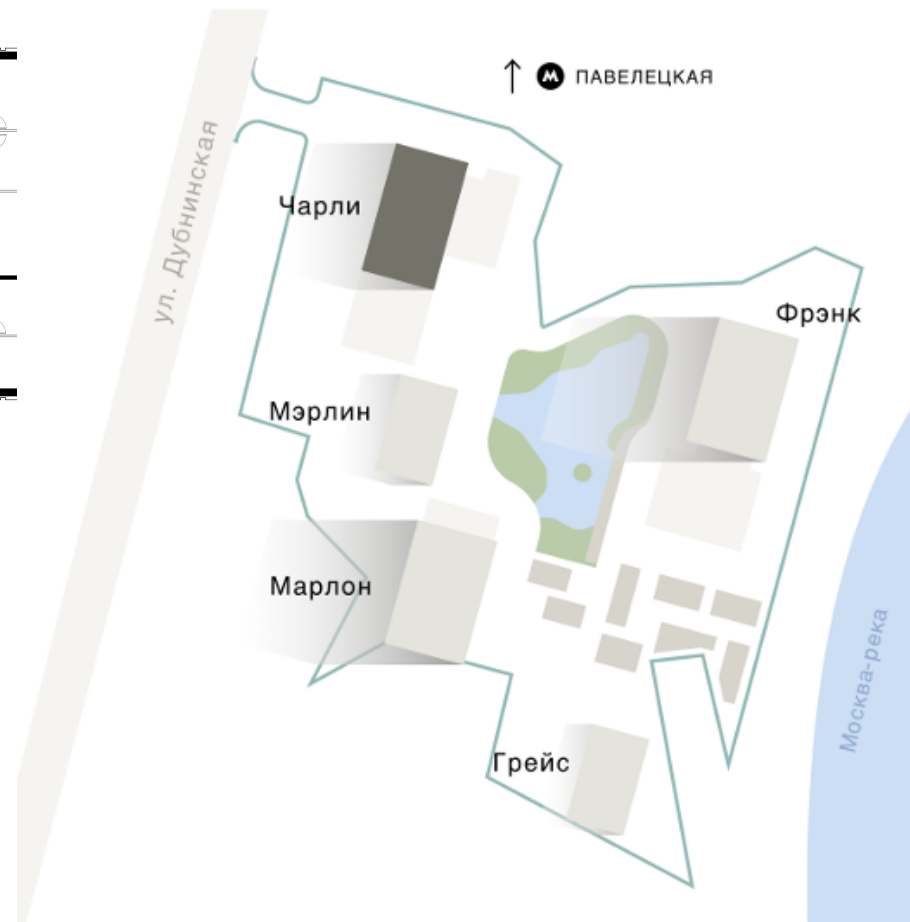 М ПАВЕЛЕЦКАЯ
ул. Дубнинская
Чарли
Фрэнк
Мэрлин
Марлон
Москва-река
Грейс